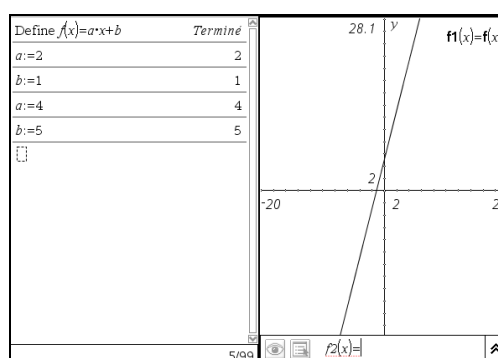 Define f(x)=a·x+b Terminé
a:=2 2
b:=1 1
a:=4 4
b:=5 5
5/99
28.1 y
f1(x)=f(x
2
-20 2 2
f2(x)=